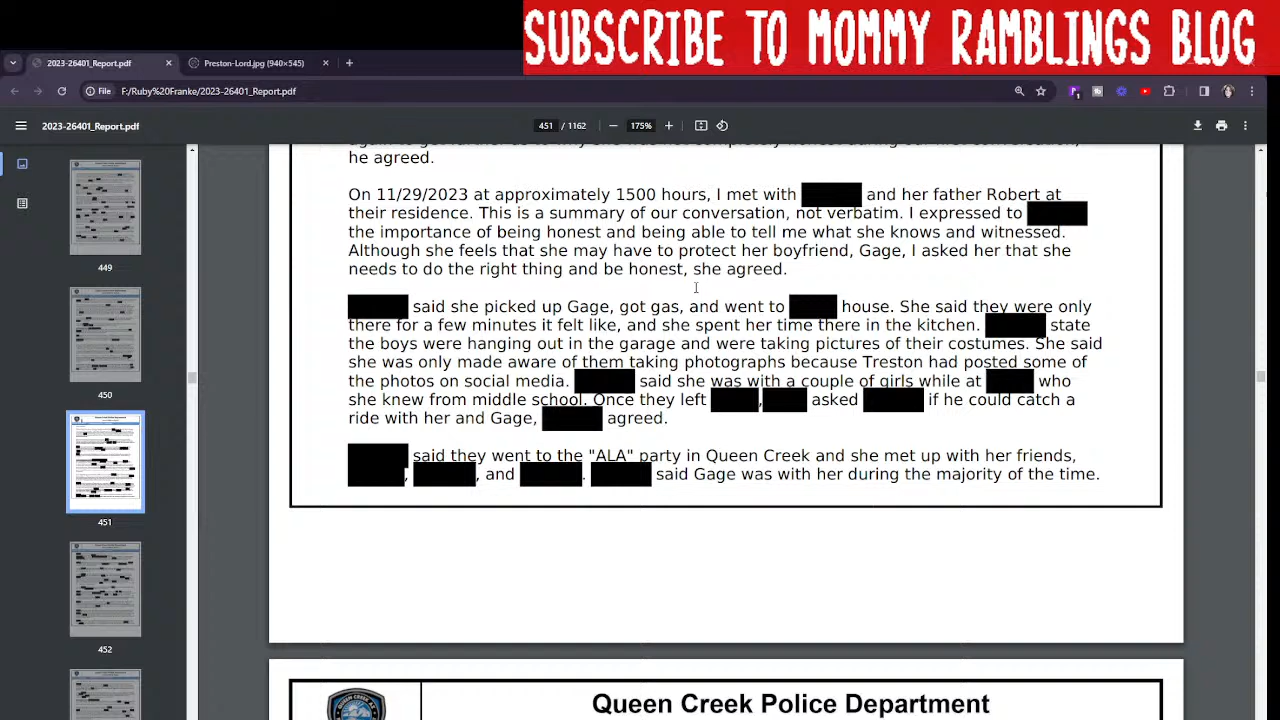 SUBSCRIBE TO MOMMY RAMBLINGS BLOG
2023-26401_Report.pdf
Preston-Lord.jpg (940×545)
File F:/Ruby%20Franke/2023-26401_Report.pdf
2023-26401_Report.pdf
451 / 1162
175%
he agreed.
On 11/29/2023 at approximately 1500 hours, I met with and her father Robert at
their residence. This is a summary of our conversation, not verbatim. I expressed to
the importance of being honest and being able to tell me what she knows and witnessed.
Although she feels that she may have to protect her boyfriend, Gage, I asked her that she
needs to do the right thing and be honest, she agreed.
said she picked up Gage, got gas, and went to house. She said they were only
there for a few minutes it felt like, and she spent her time there in the kitchen. state
the boys were hanging out in the garage and were taking pictures of their costumes. She said
she was only made aware of them taking photographs because Treston had posted some of
the photos on social media. said she was with a couple of girls while at who
she knew from middle school. Once they left , asked if he could catch a
ride with her and Gage, agreed.
said they went to the "ALA" party in Queen Creek and she met up with her friends,
, , and . said Gage was with her during the majority of the time.
Queen Creek Police Department
449
450
451
452